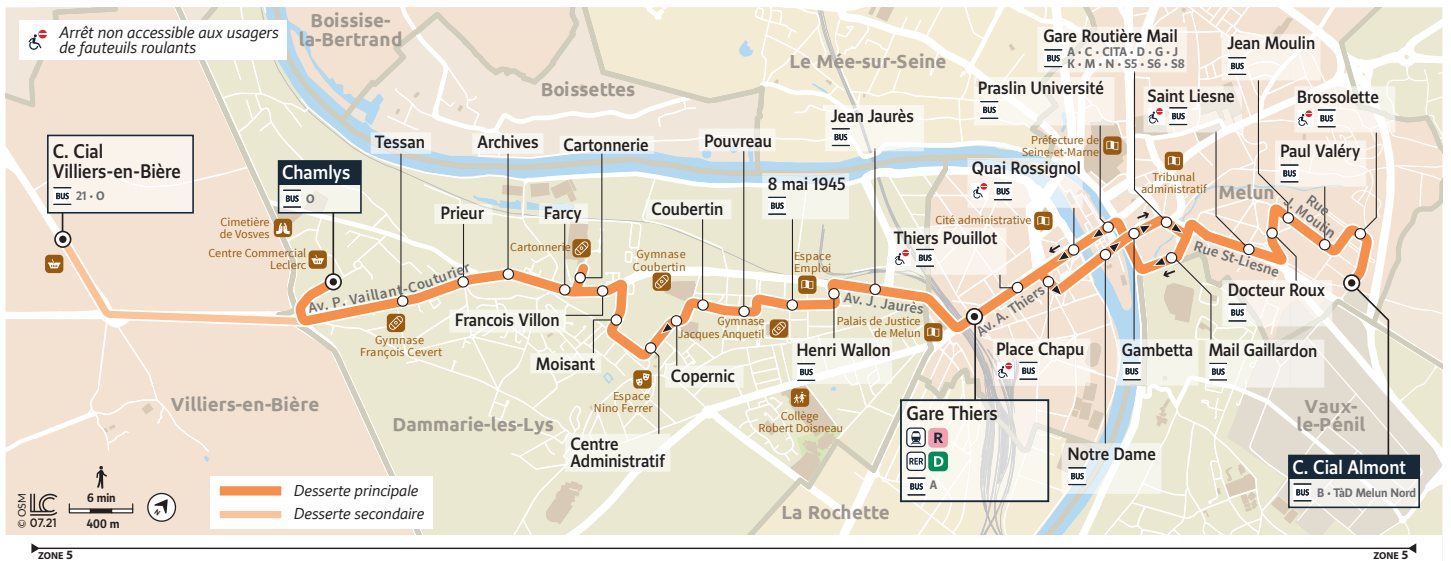 Arrêt non accessible aux usagers
de fauteuils roulants
Boissise-
la-Bertrand
Boissettes
Le Mée-sur-Seine
Gare Routière Mail
BUS A • C • CITA • D • G • J
K • M • N • S5 • S6 • S8
Jean Moulin
BUS
Praslin Université
BUS
Saint Liesne
BUS
Brossolette
BUS
Jean Jaurès
BUS
C. Cial
Villiers-en-Bière
BUS 21 • O
Chamlys
BUS O
Tessan
Archives
Cartonnerie
Pouvreau
Préfecture de
Seine-et-Marne
Paul Valéry
BUS
Quai Rossignol
BUS
Tribunal
administratif
Melun
8 mai 1945
BUS
Prieur
Farcy
Coubertin
Cité administrative
Rue
J. Moulin
Cimetière
de Vosves
Centre Commercial
Leclerc
Cartonnerie
Gymnase
Coubertin
Espace
Emploi
Thiers Pouillot
BUS
Rue St-Liesne
Av. P. Vaillant-Couturier
Av. J. Jaurès
Av. A. Thiers
Docteur Roux
BUS
Francois Villon
Gymnase
Jacques Anquetil
Palais de Justice
de Melun
Gymnase
François Cevert
Moisant
Copernic
Henri Wallon
BUS
Place Chapu
BUS
Gambetta
BUS
Mail Gaillardon
BUS
Espace
Nino Ferrer
Villiers-en-Bière
Dammarie-les-Lys
Collège
Robert Doisneau
Gare Thiers
R
RER D
BUS A
Vaux-
le-Pénil
Centre
Administratif
Notre Dame
BUS
C. Cial Almont
BUS B • TàD Melun Nord
La Rochette
6 min
400 m
© OSM
LC
07.21
Desserte principale
Desserte secondaire
ZONE 5
ZONE 5